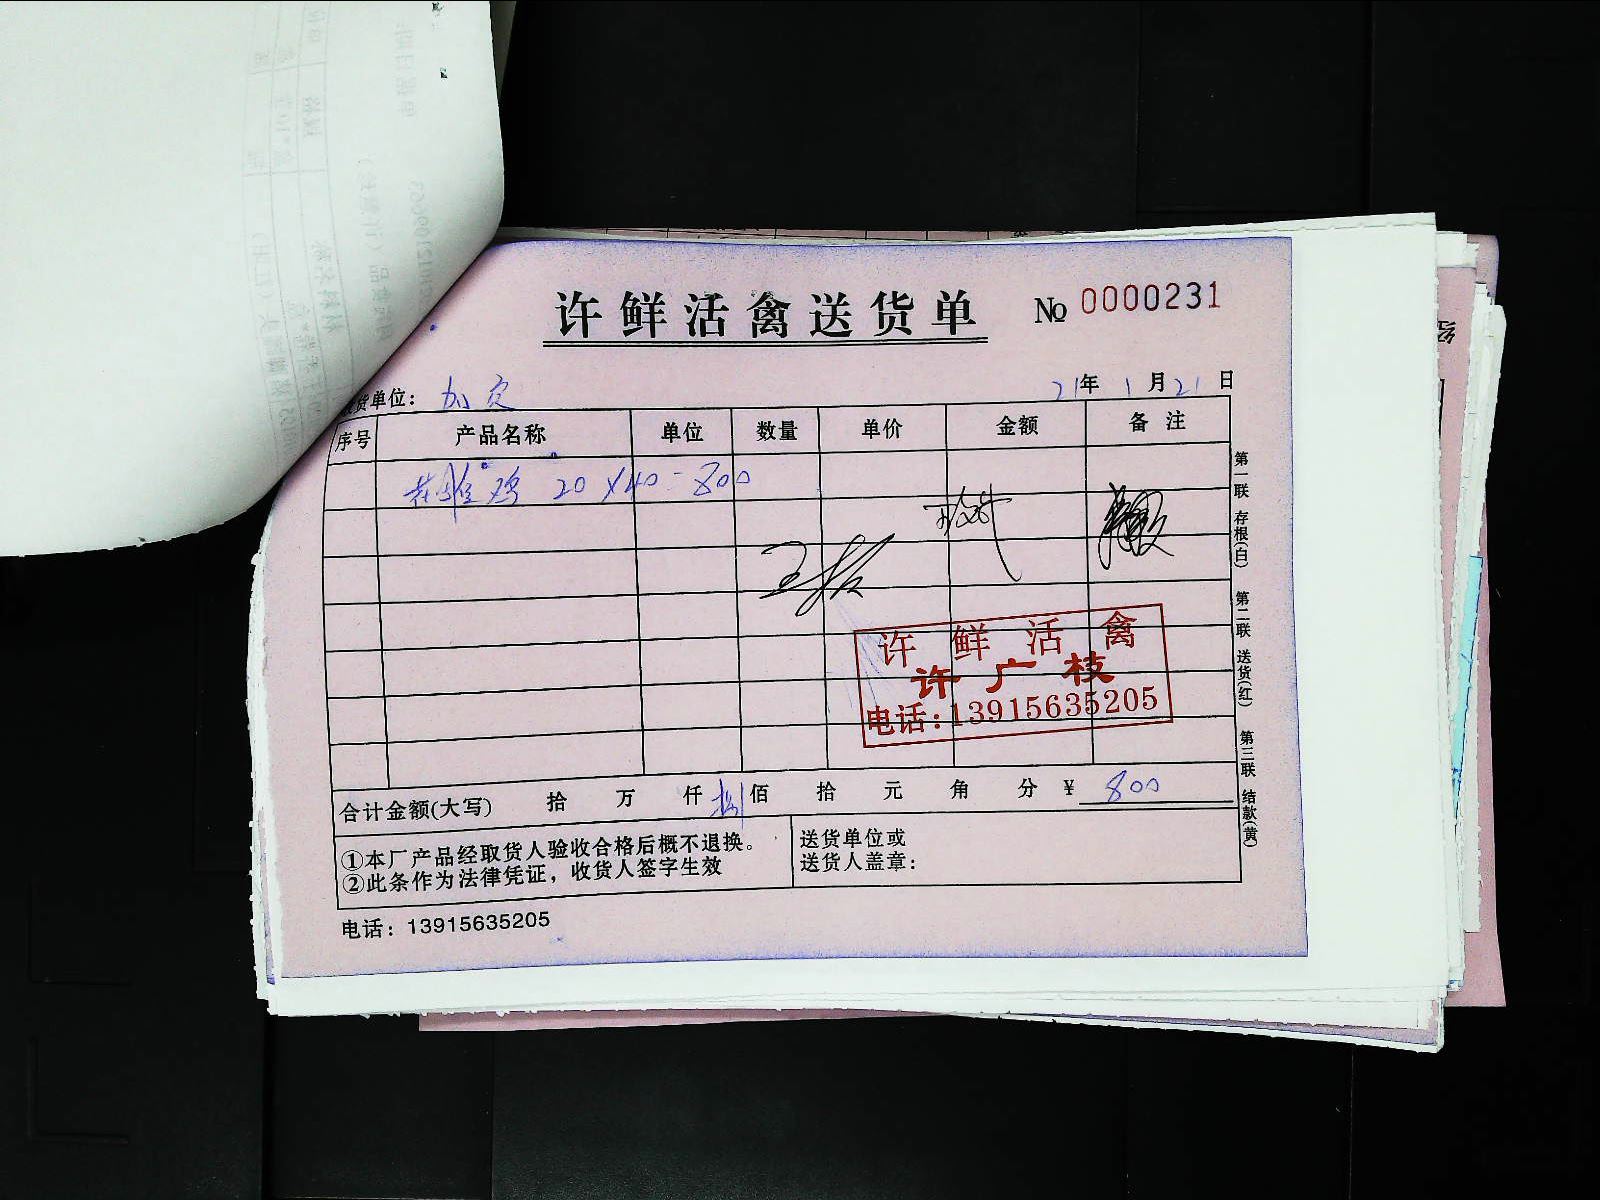 许鲜活禽送货单 № 0000231
货单位： 21年 1月21日
序号 产品名称 单位 数量 单价 金额 备注
鸡 20×40=800
许鲜活禽
许广枝
电话:13915635205
合计金额(大写) 拾 万 仟 捌佰 拾 元 角 分 ¥ 800
①本厂产品经取货人验收合格后概不退换。
②此条作为法律凭证，收货人签字生效
送货单位或
送货人盖章：
电话：13915635205
第一联 存根(白) 第二联 送货(红) 第三联 结款(黄)